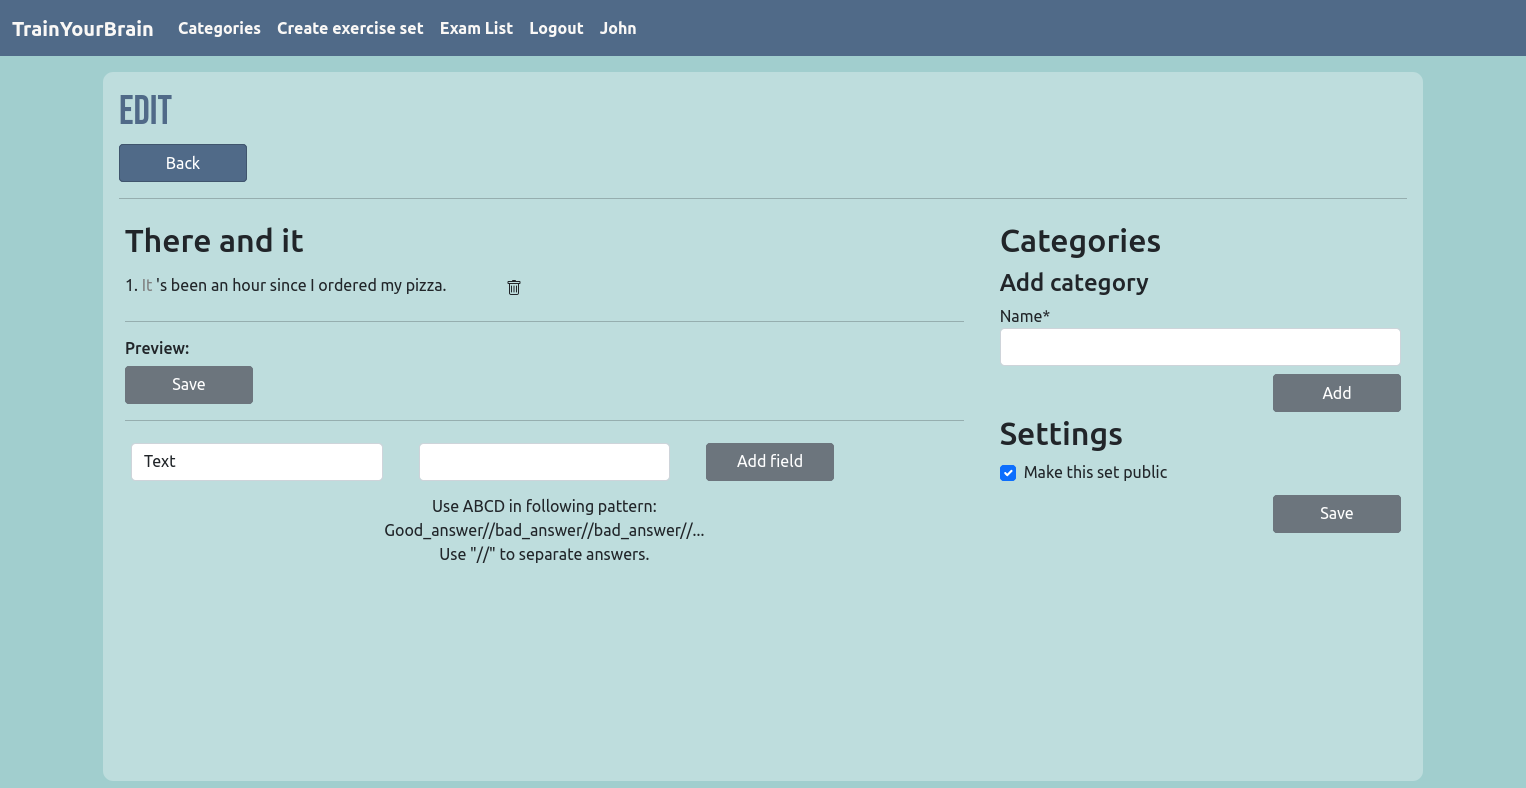 TrainYourBrain Categories Create exercise set Exam List Logout John
EDIT
Back
There and it
1. It 's been an hour since I ordered my pizza.
Preview:
Save
Text
Add field
Use ABCD in following pattern:
Good_answer//bad_answer//bad_answer//...
Use "//" to separate answers.
Categories
Add category
Name*
Add
Settings
Make this set public
Save